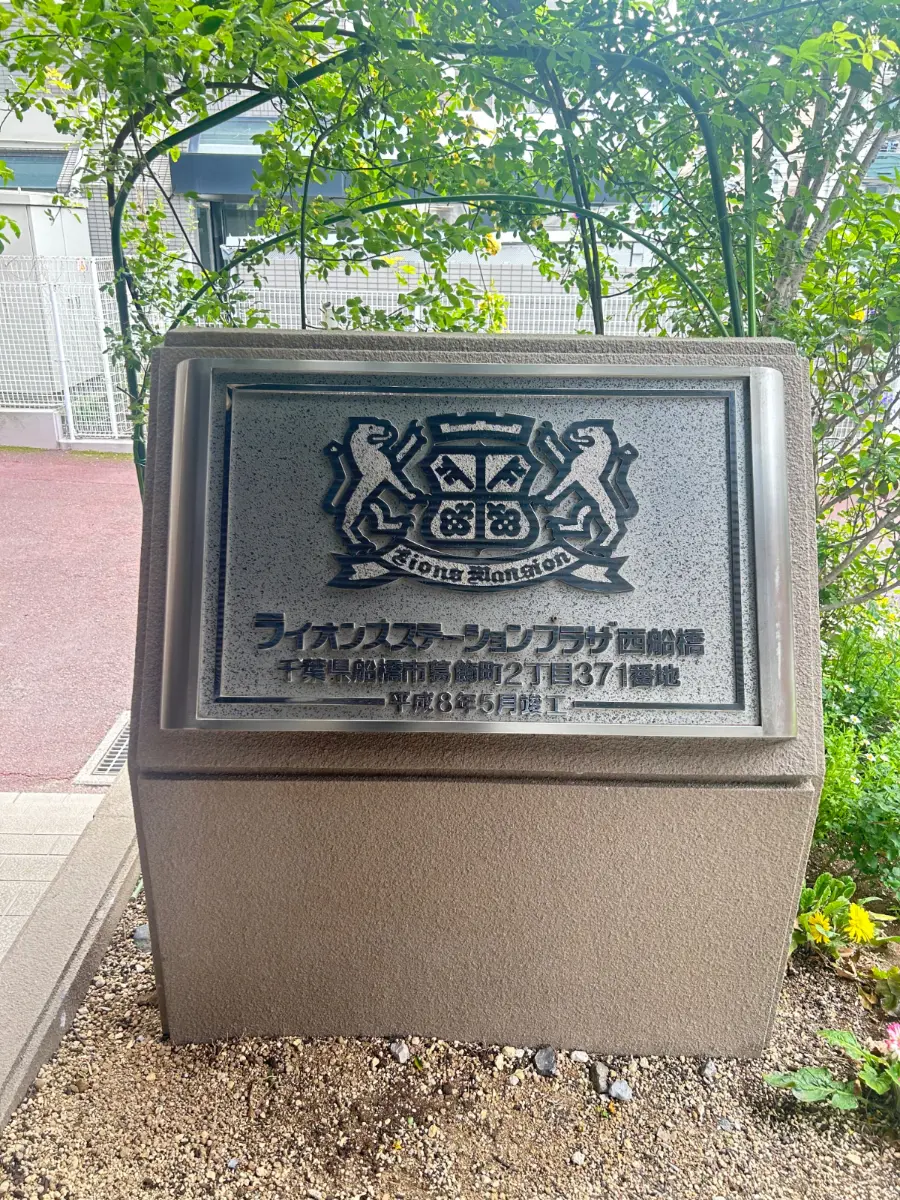 Lions Mansion
ライオンズステーションプラザ西船橋
千葉県船橋市葛飾町2丁目371番地
平成8年5月竣工